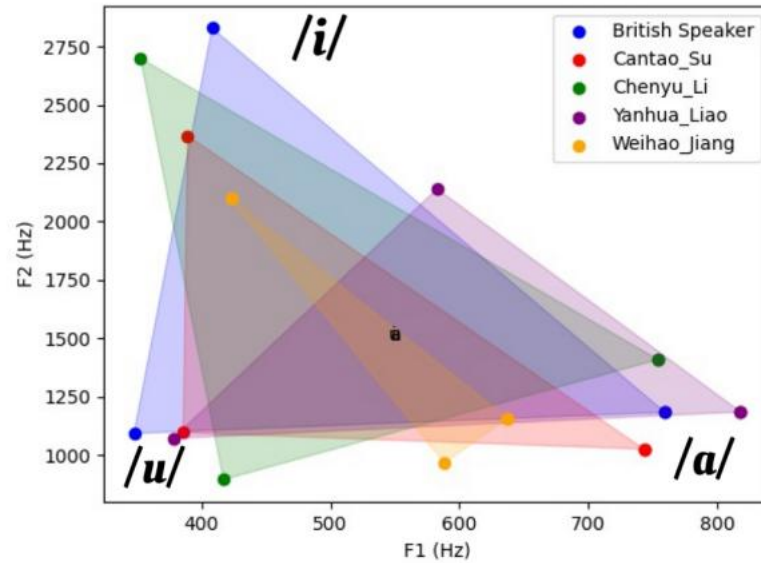 /i/
British Speaker
Cantao_Su
Chenyu_Li
Yanhua_Liao
Weihao_Jiang
2750
2500
2250
2000
1750
1500
1250
1000
F2 (Hz)
/u/
/a/
400
500
600
700
800
F1 (Hz)